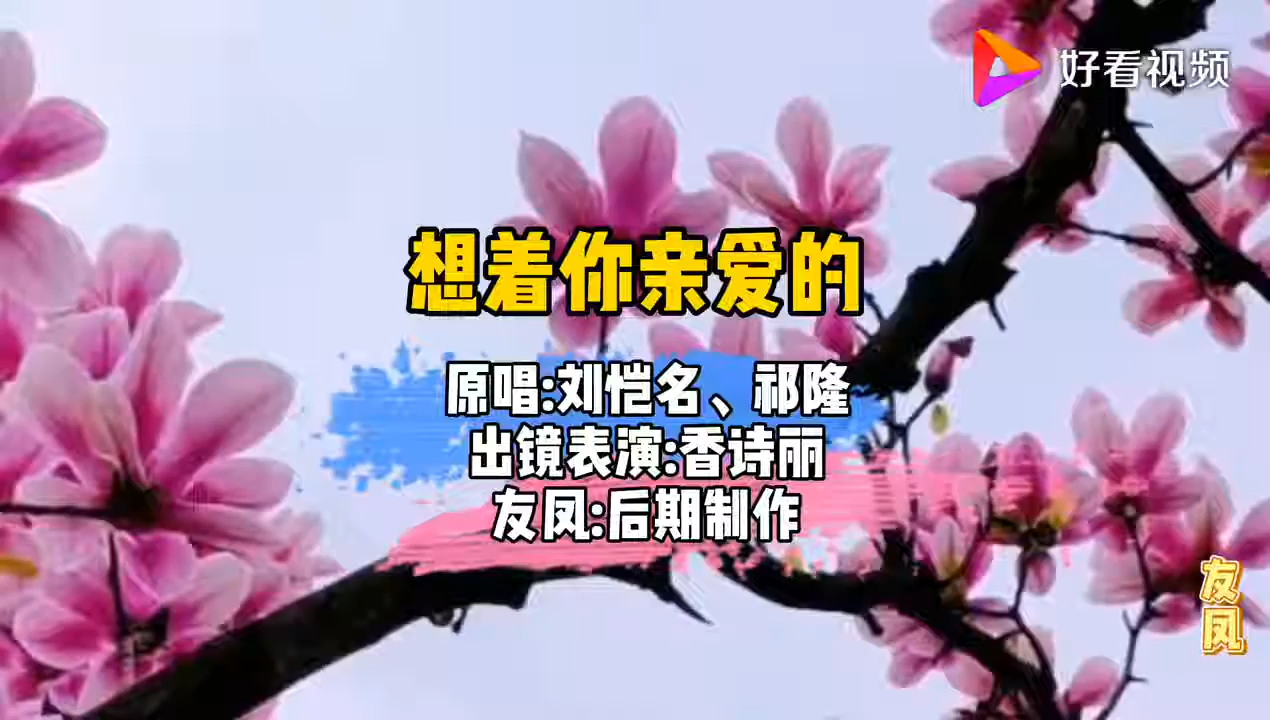 好看视频
想着你亲爱的
原唱:刘恺名、祁隆
出镜表演:香诗丽
友凤:后期制作
友凤